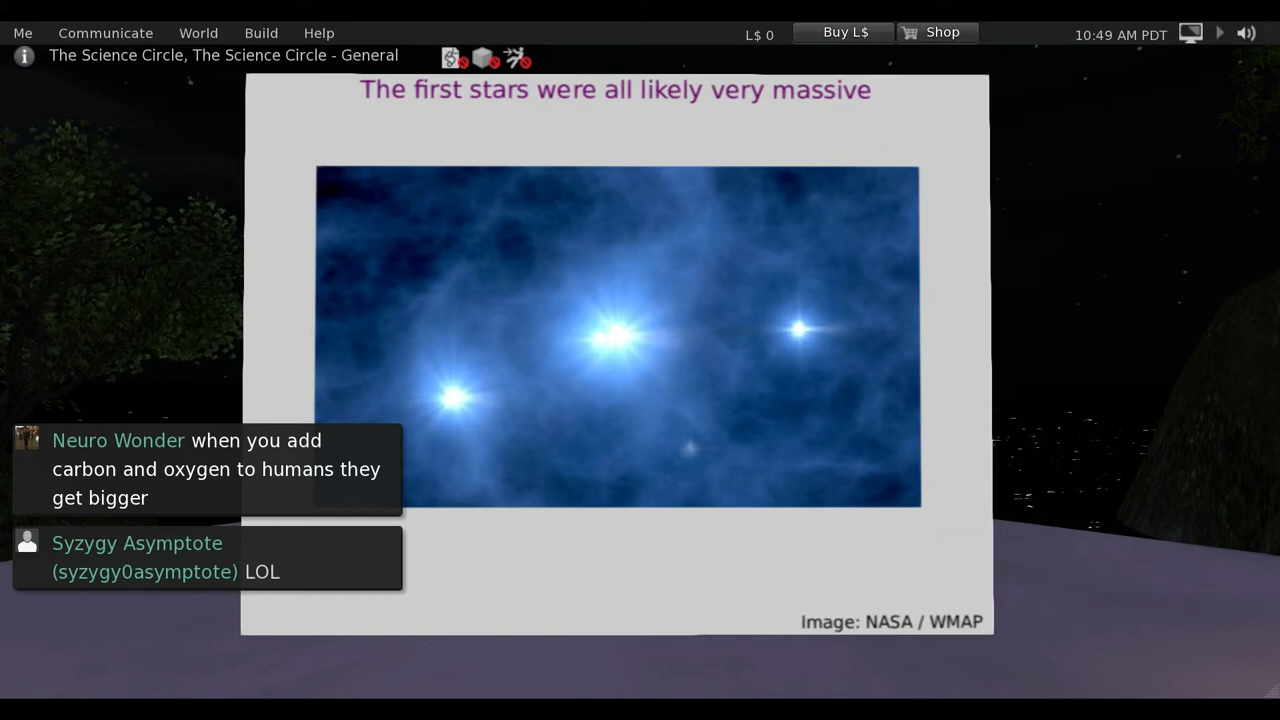 Me Communicate World Build Help L$ 0 Buy L$ Shop 10:49 AM PDT
The Science Circle, The Science Circle - General
The first stars were all likely very massive
Neuro Wonder when you add
carbon and oxygen to humans they
get bigger
Syzygy Asymptote
(syzygy0asymptote) LOL
Image: NASA / WMAP